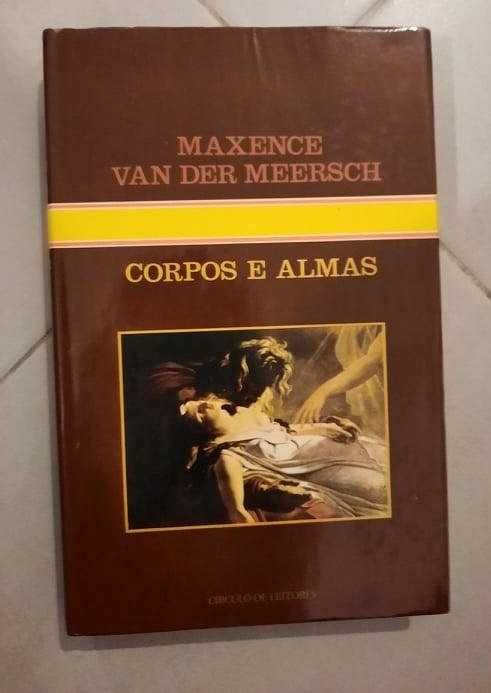 MAXENCE
VAN DER MEERSCH
CORPOS E ALMAS
CÍRCULO DE LEITORES